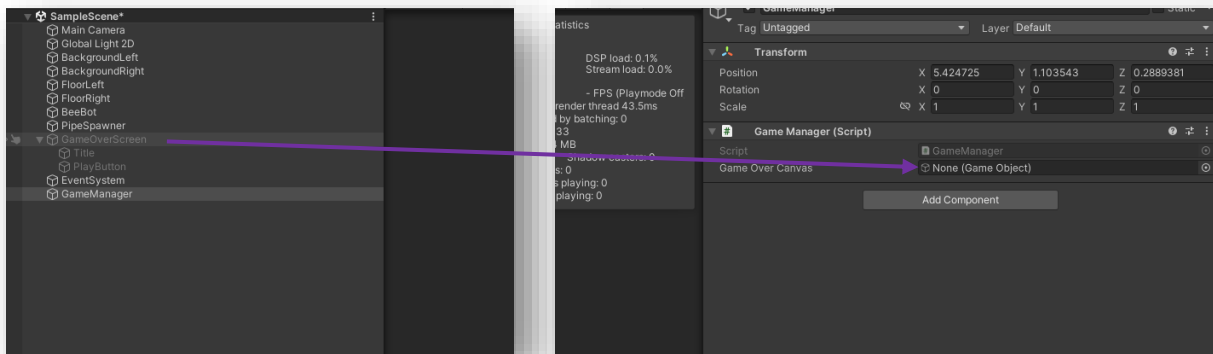 SampleScene*
Main Camera
Global Light 2D
BackgroundLeft
BackgroundRight
FloorLeft
FloorRight
BeeBot
PipeSpawner
GameOverScreen
Title
PlayButton
EventSystem
GameManager
atistics
DSP load: 0.1%
Stream load: 0.0%
- FPS (Playmode Off
render thread 43.5ms
d by batching: 0
33
MB
Shadow casters: 0
s: 0
s playing: 0
playing: 0
GameManager Static
Tag Untagged Layer Default
Transform
Position X 5.424725 Y 1.103543 Z 0.2889381
Rotation X 0 Y 0 Z 0
Scale X 1 Y 1 Z 1
# Game Manager (Script)
Script # GameManager
Game Over Canvas None (Game Object)
Add Component